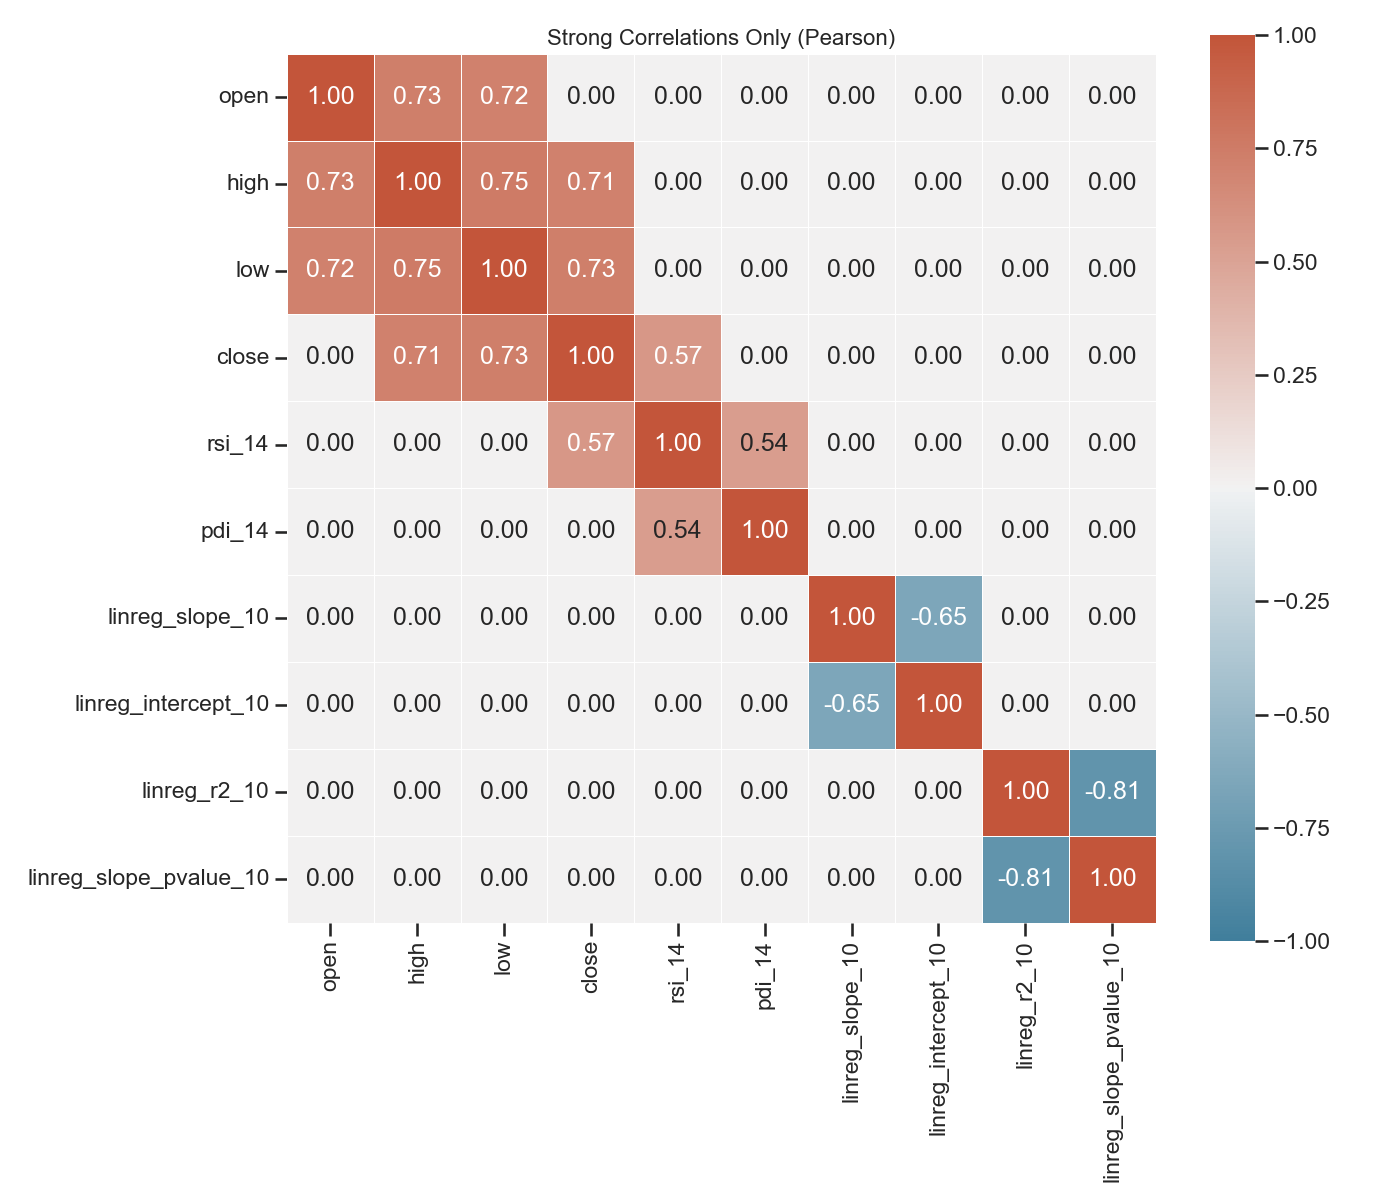 Strong Correlations Only (Pearson)
open 1.00 0.73 0.72 0.00 0.00 0.00 0.00 0.00 0.00 0.00
high 0.73 1.00 0.75 0.71 0.00 0.00 0.00 0.00 0.00 0.00
low 0.72 0.75 1.00 0.73 0.00 0.00 0.00 0.00 0.00 0.00
close 0.00 0.71 0.73 1.00 0.57 0.00 0.00 0.00 0.00 0.00
rsi_14 0.00 0.00 0.00 0.57 1.00 0.54 0.00 0.00 0.00 0.00
pdi_14 0.00 0.00 0.00 0.00 0.54 1.00 0.00 0.00 0.00 0.00
linreg_slope_10 0.00 0.00 0.00 0.00 0.00 0.00 1.00 -0.65 0.00 0.00
linreg_intercept_10 0.00 0.00 0.00 0.00 0.00 0.00 -0.65 1.00 0.00 0.00
linreg_r2_10 0.00 0.00 0.00 0.00 0.00 0.00 0.00 0.00 1.00 -0.81
linreg_slope_pvalue_10 0.00 0.00 0.00 0.00 0.00 0.00 0.00 0.00 -0.81 1.00
open
high
low
close
rsi_14
pdi_14
linreg_slope_10
linreg_intercept_10
linreg_r2_10
linreg_slope_pvalue_10
1.00
0.75
0.50
0.25
0.00
−0.25
−0.50
−0.75
−1.00